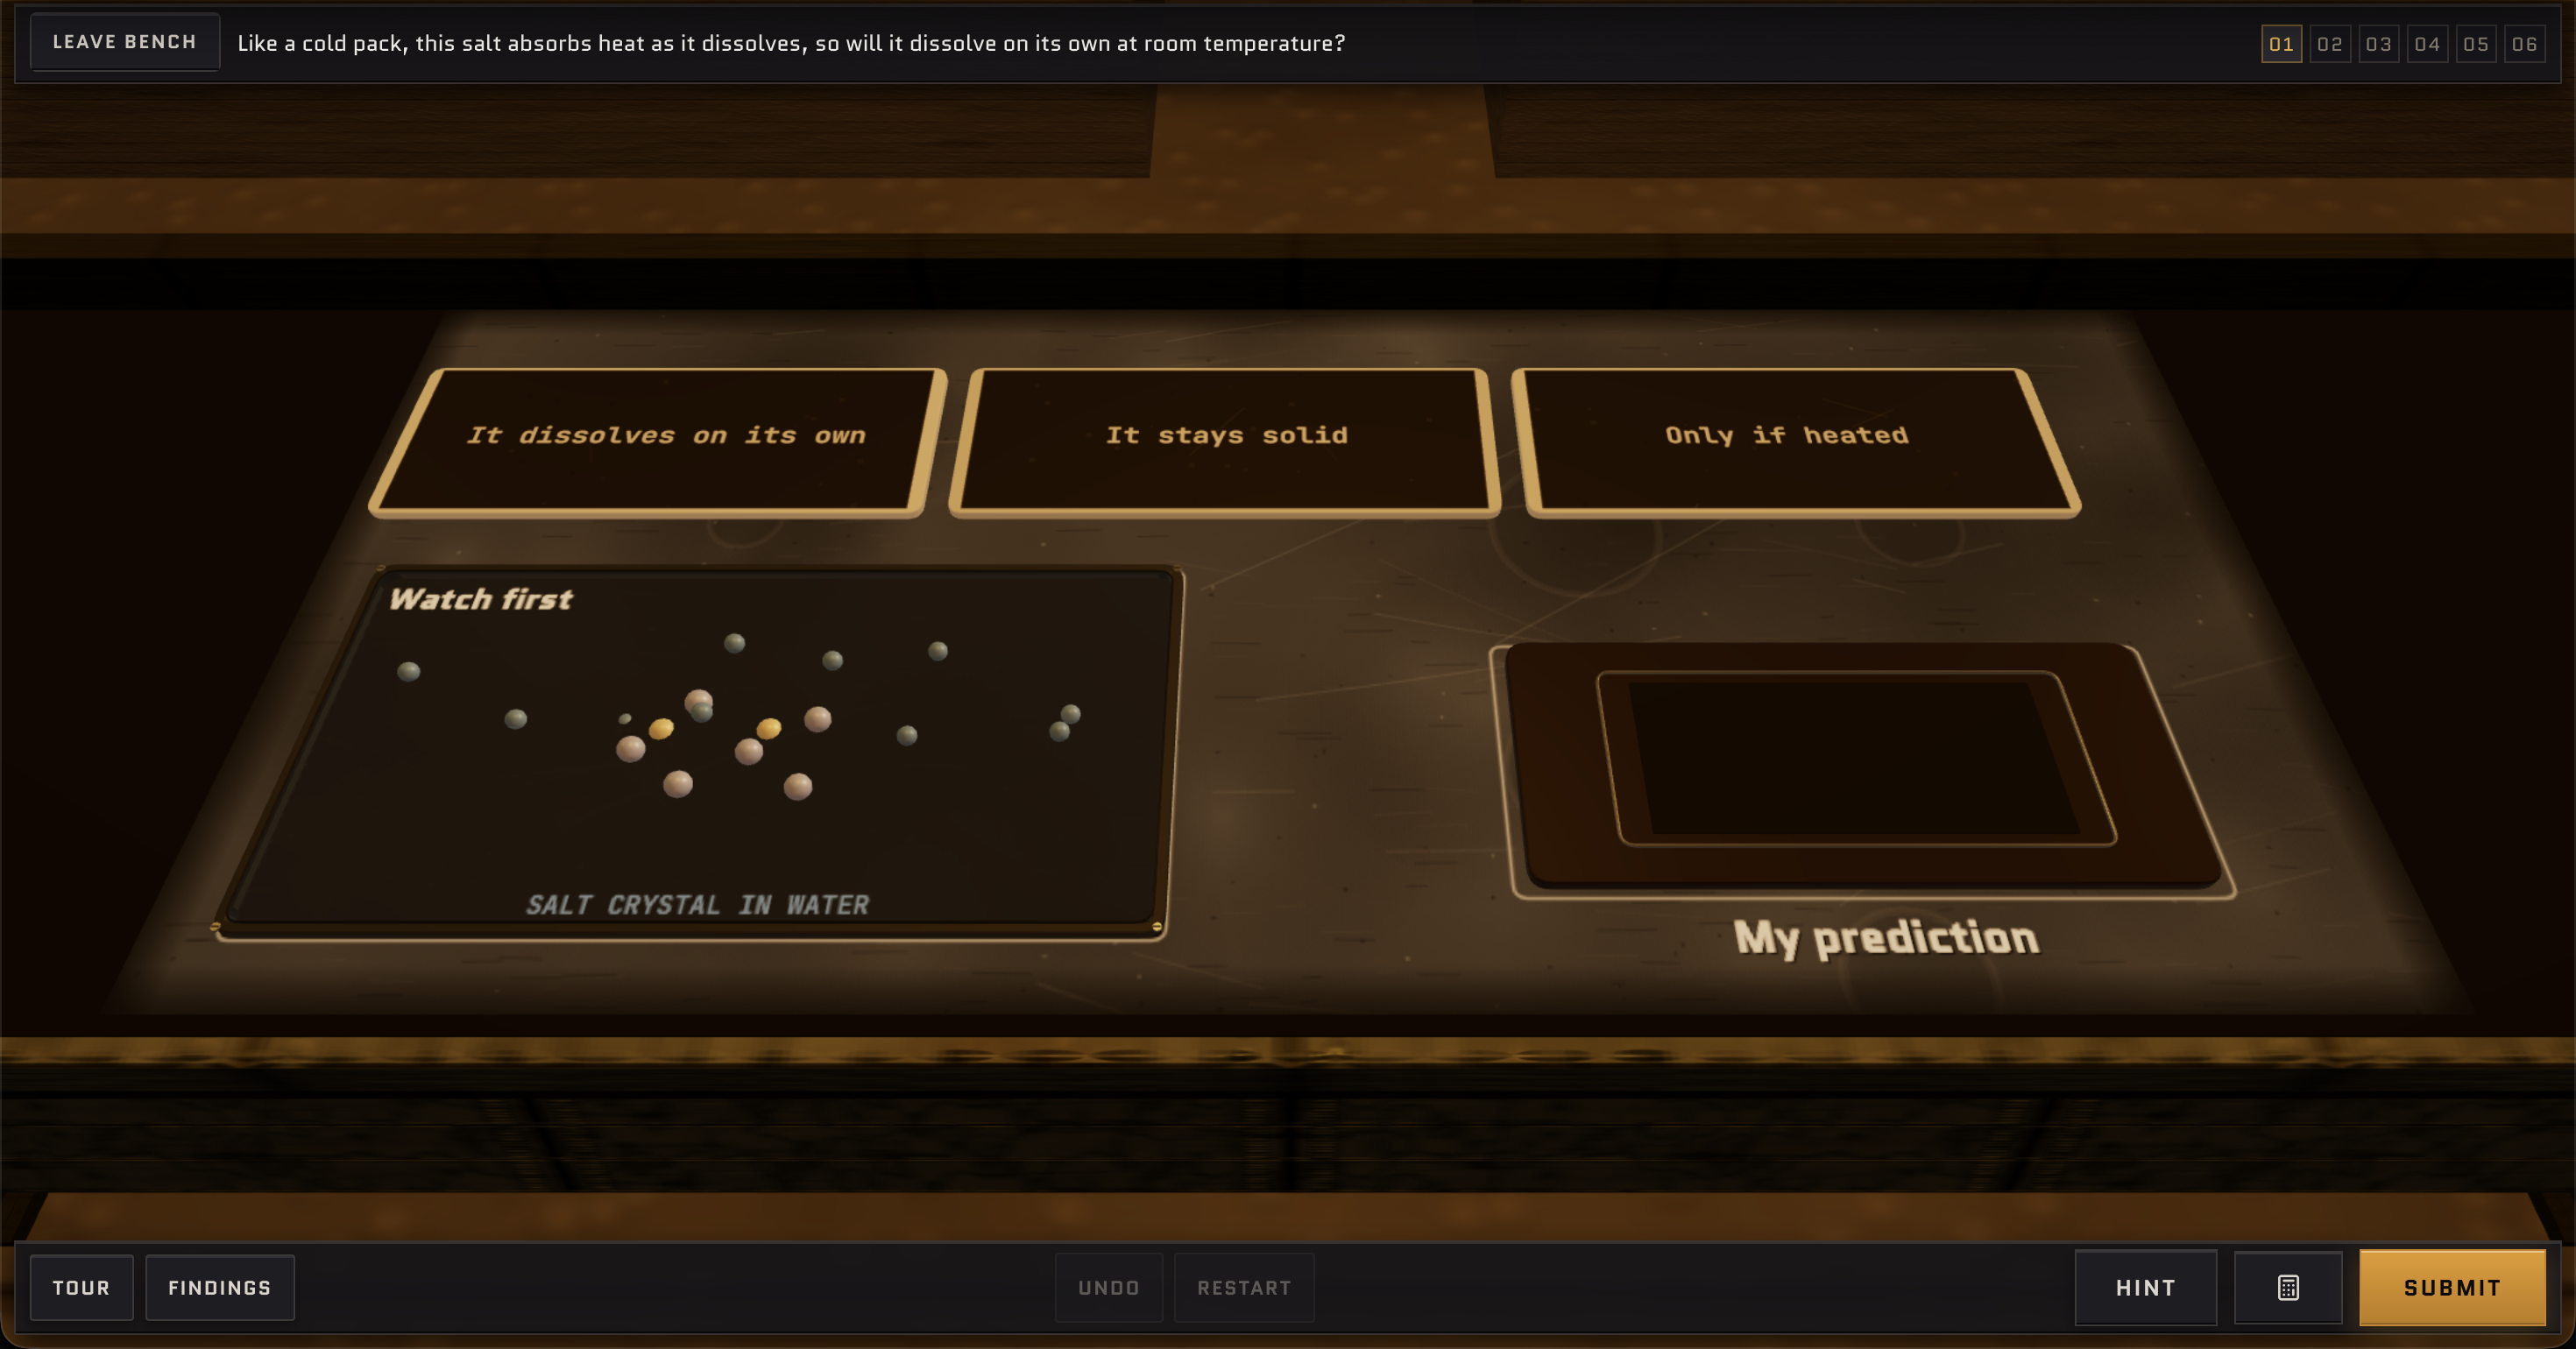 LEAVE BENCH
Like a cold pack, this salt absorbs heat as it dissolves, so will it dissolve on its own at room temperature?
01 02 03 04 05 06
It dissolves on its own
It stays solid
Only if heated
Watch first
SALT CRYSTAL IN WATER
My prediction
TOUR
FINDINGS
UNDO
RESTART
HINT
SUBMIT